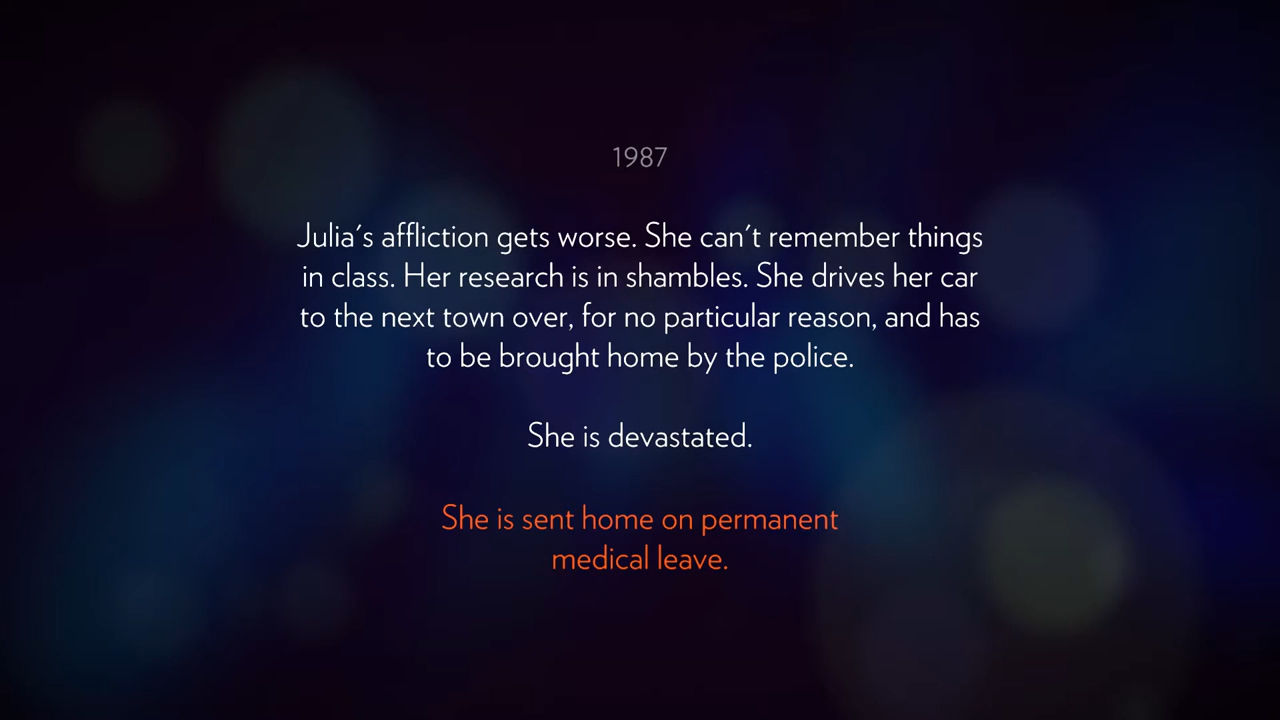 1987
Julia's affliction gets worse. She can't remember things
in class. Her research is in shambles. She drives her car
to the next town over, for no particular reason, and has
to be brought home by the police.
She is devastated.
She is sent home on permanent
medical leave.